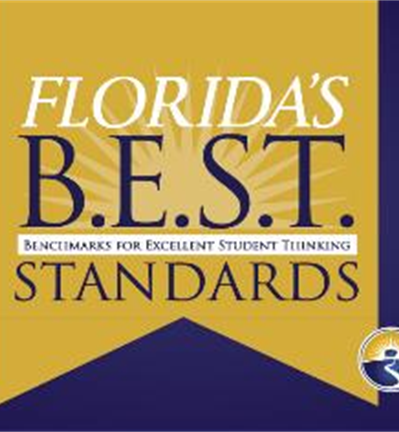 FLORIDA'S
B.E.S.T.
BENCHMARKS FOR EXCELLENT STUDENT THINKING
STANDARDS